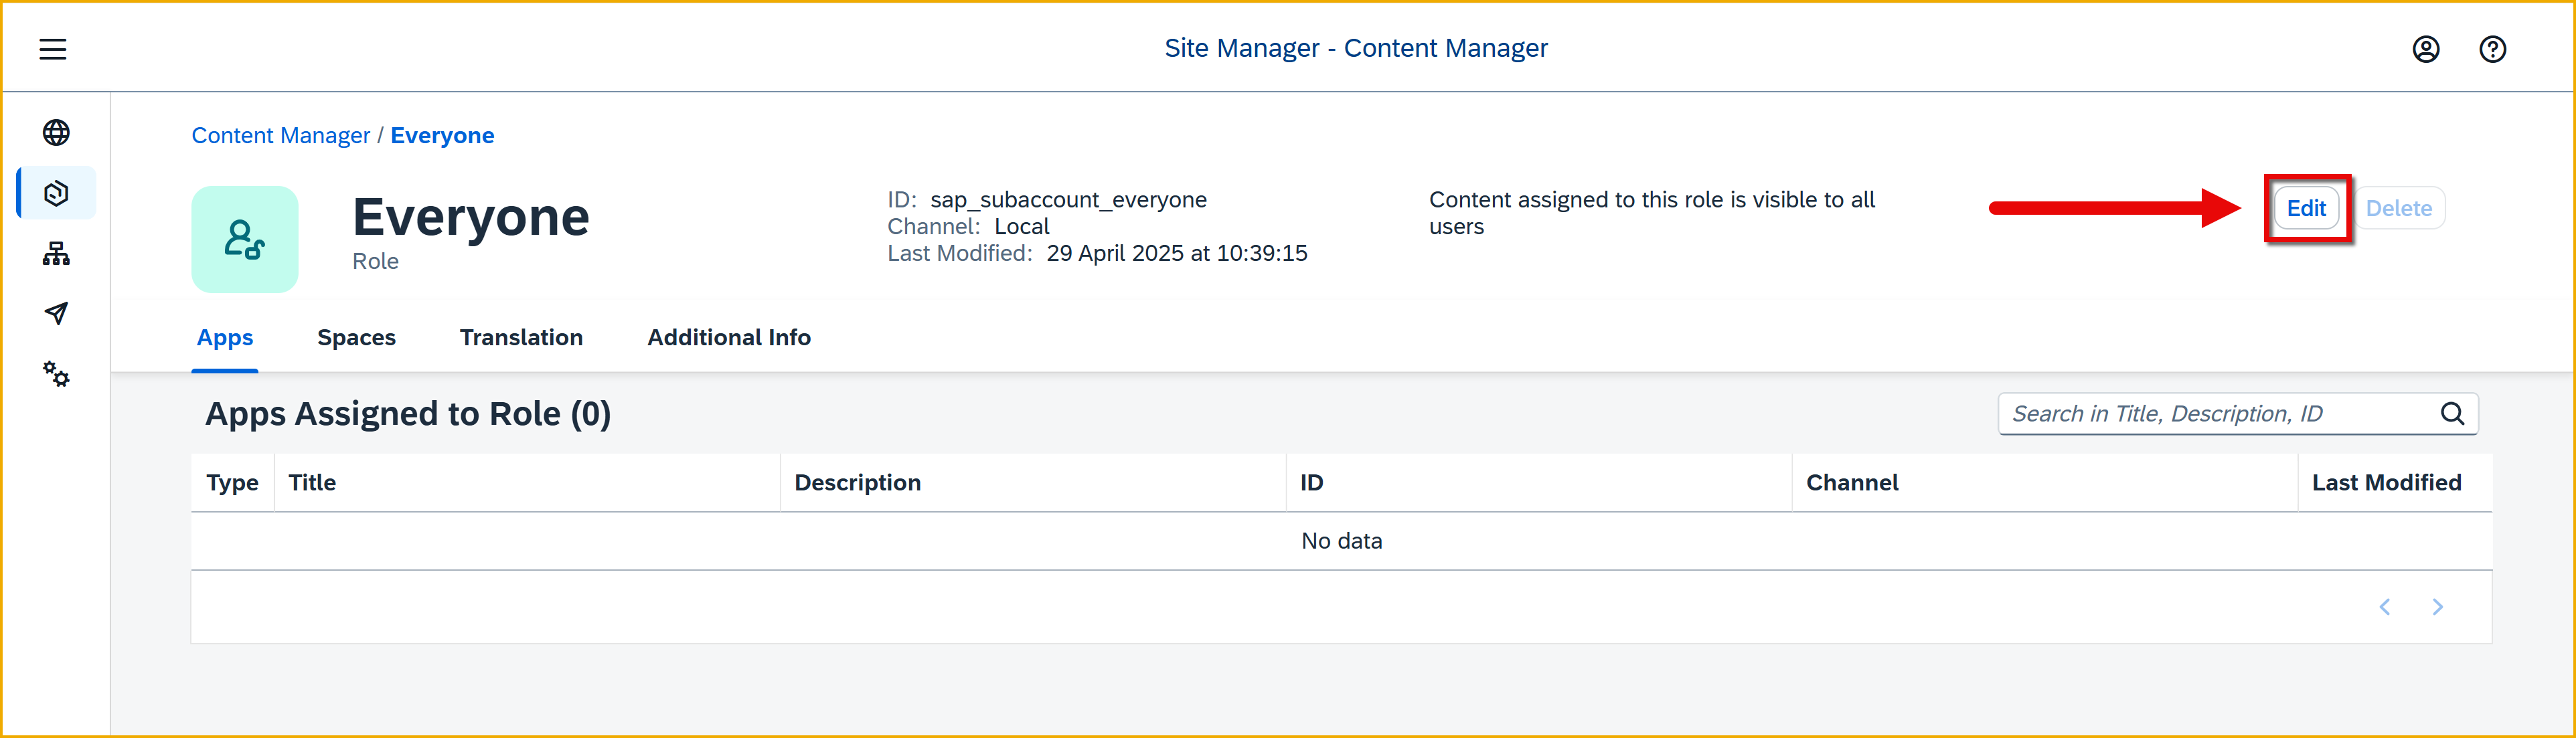 Site Manager - Content Manager
Content Manager / Everyone
Everyone
Role
ID: sap_subaccount_everyone
Channel: Local
Last Modified: 29 April 2025 at 10:39:15
Content assigned to this role is visible to all
users
Edit
Delete
Apps Spaces Translation Additional Info
Apps Assigned to Role (0)
Search in Title, Description, ID
Type Title Description ID Channel Last Modified
No data